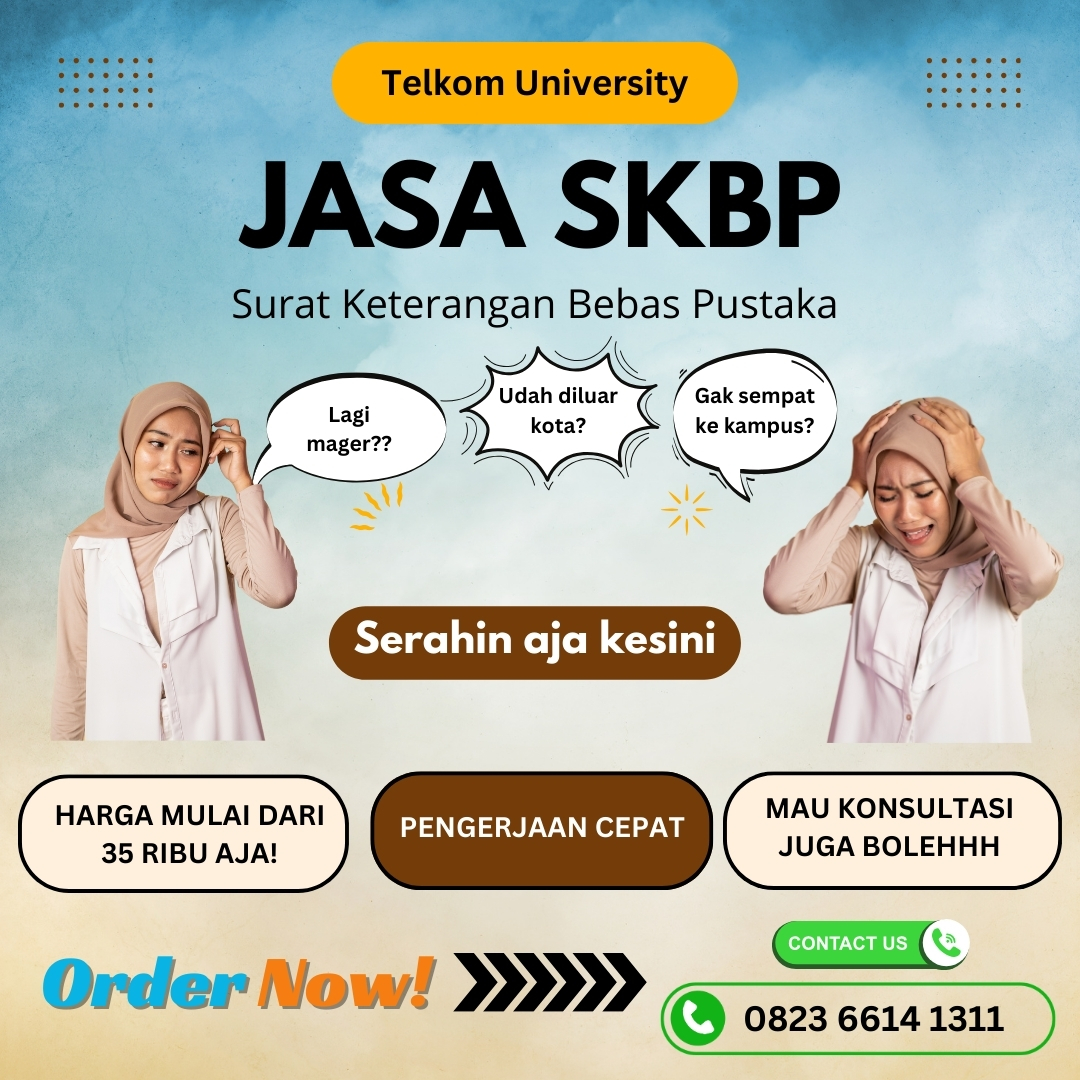 Telkom University
JASA SKBP
Surat Keterangan Bebas Pustaka
Lagi
mager??
Udah diluar
kota?
Gak sempat
ke kampus?
Serahin aja kesini
HARGA MULAI DARI
35 RIBU AJA!
PENGERJAAN CEPAT
MAU KONSULTASI
JUGA BOLEHHH
CONTACT US
Order Now!
0823 6614 1311